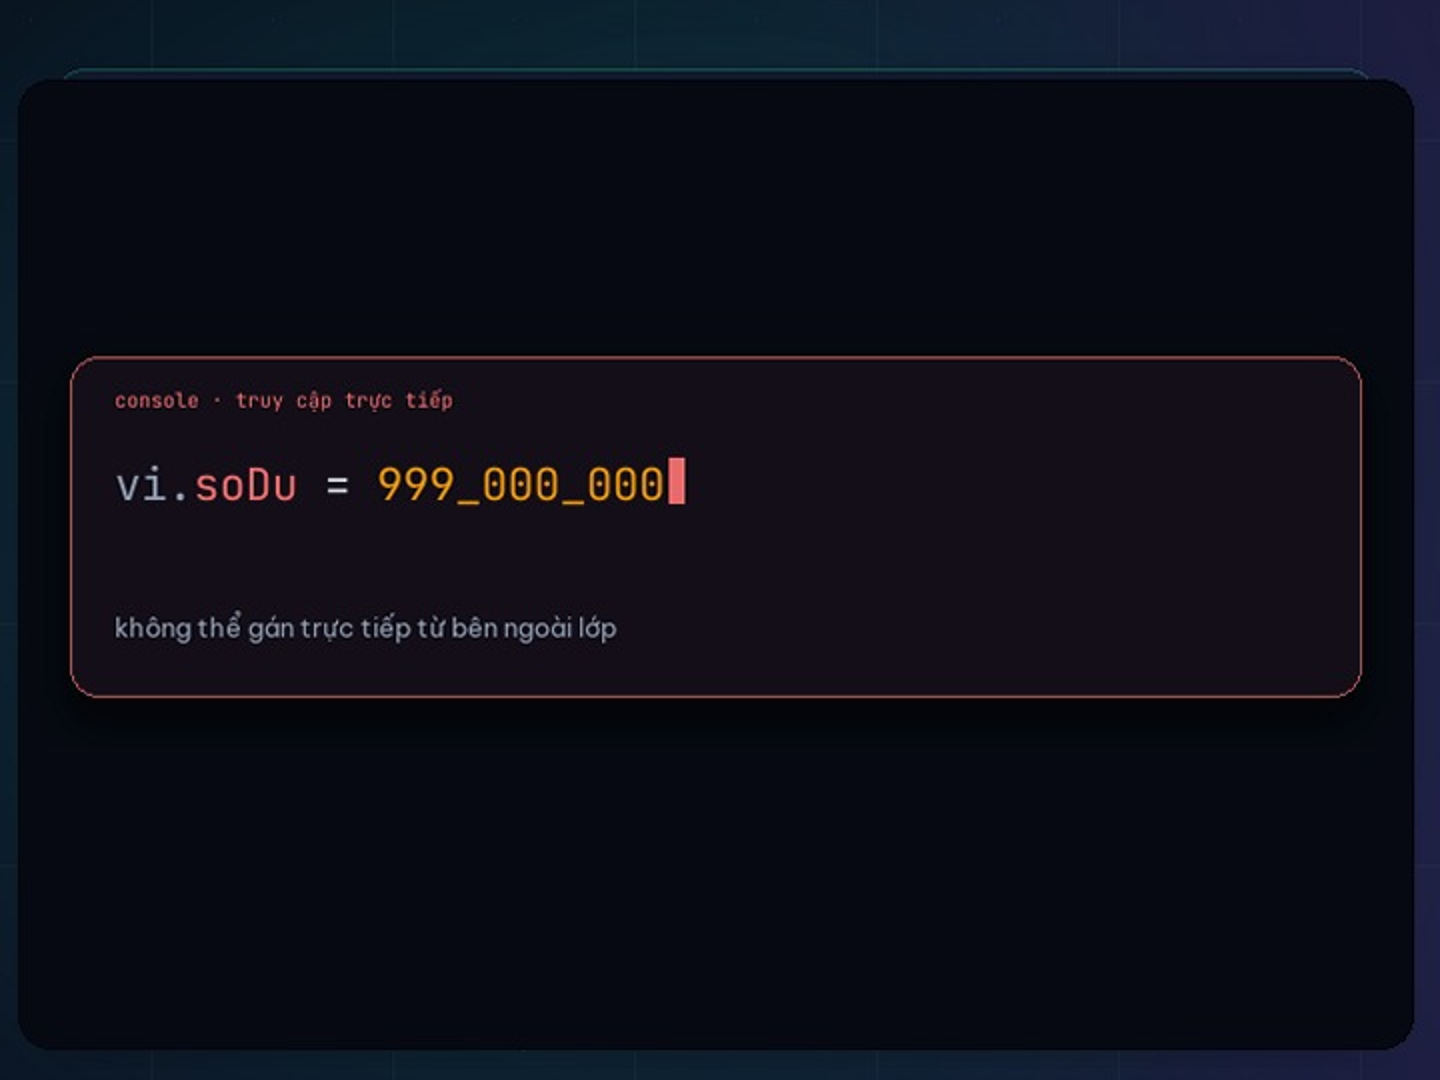 console · truy cập trực tiếp
vi.soDu = 999_000_000
không thể gán trực tiếp từ bên ngoài lớp